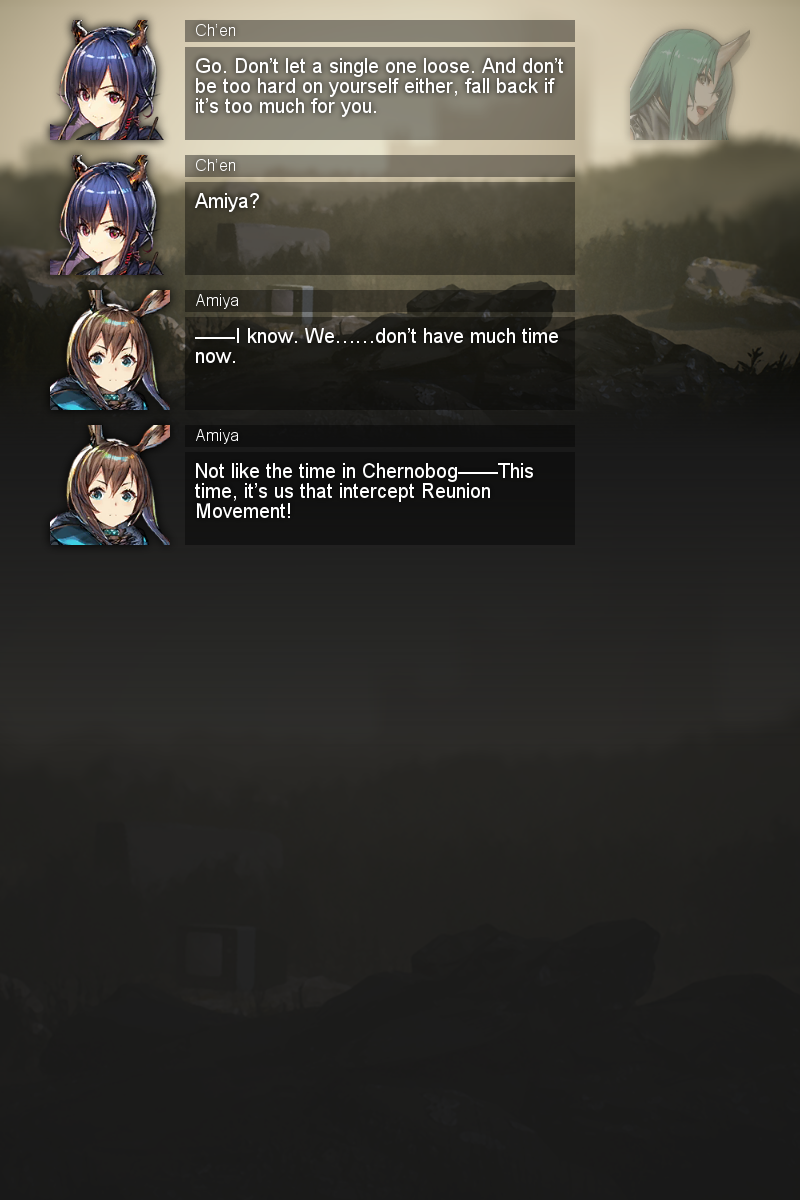 Ch'en
Go. Don't let a single one loose. And don't
be too hard on yourself either, fall back if
it's too much for you.
Ch'en
Amiya?
Amiya
——I know. We……don't have much time
now.
Amiya
Not like the time in Chernobog——This
time, it's us that intercept Reunion
Movement!